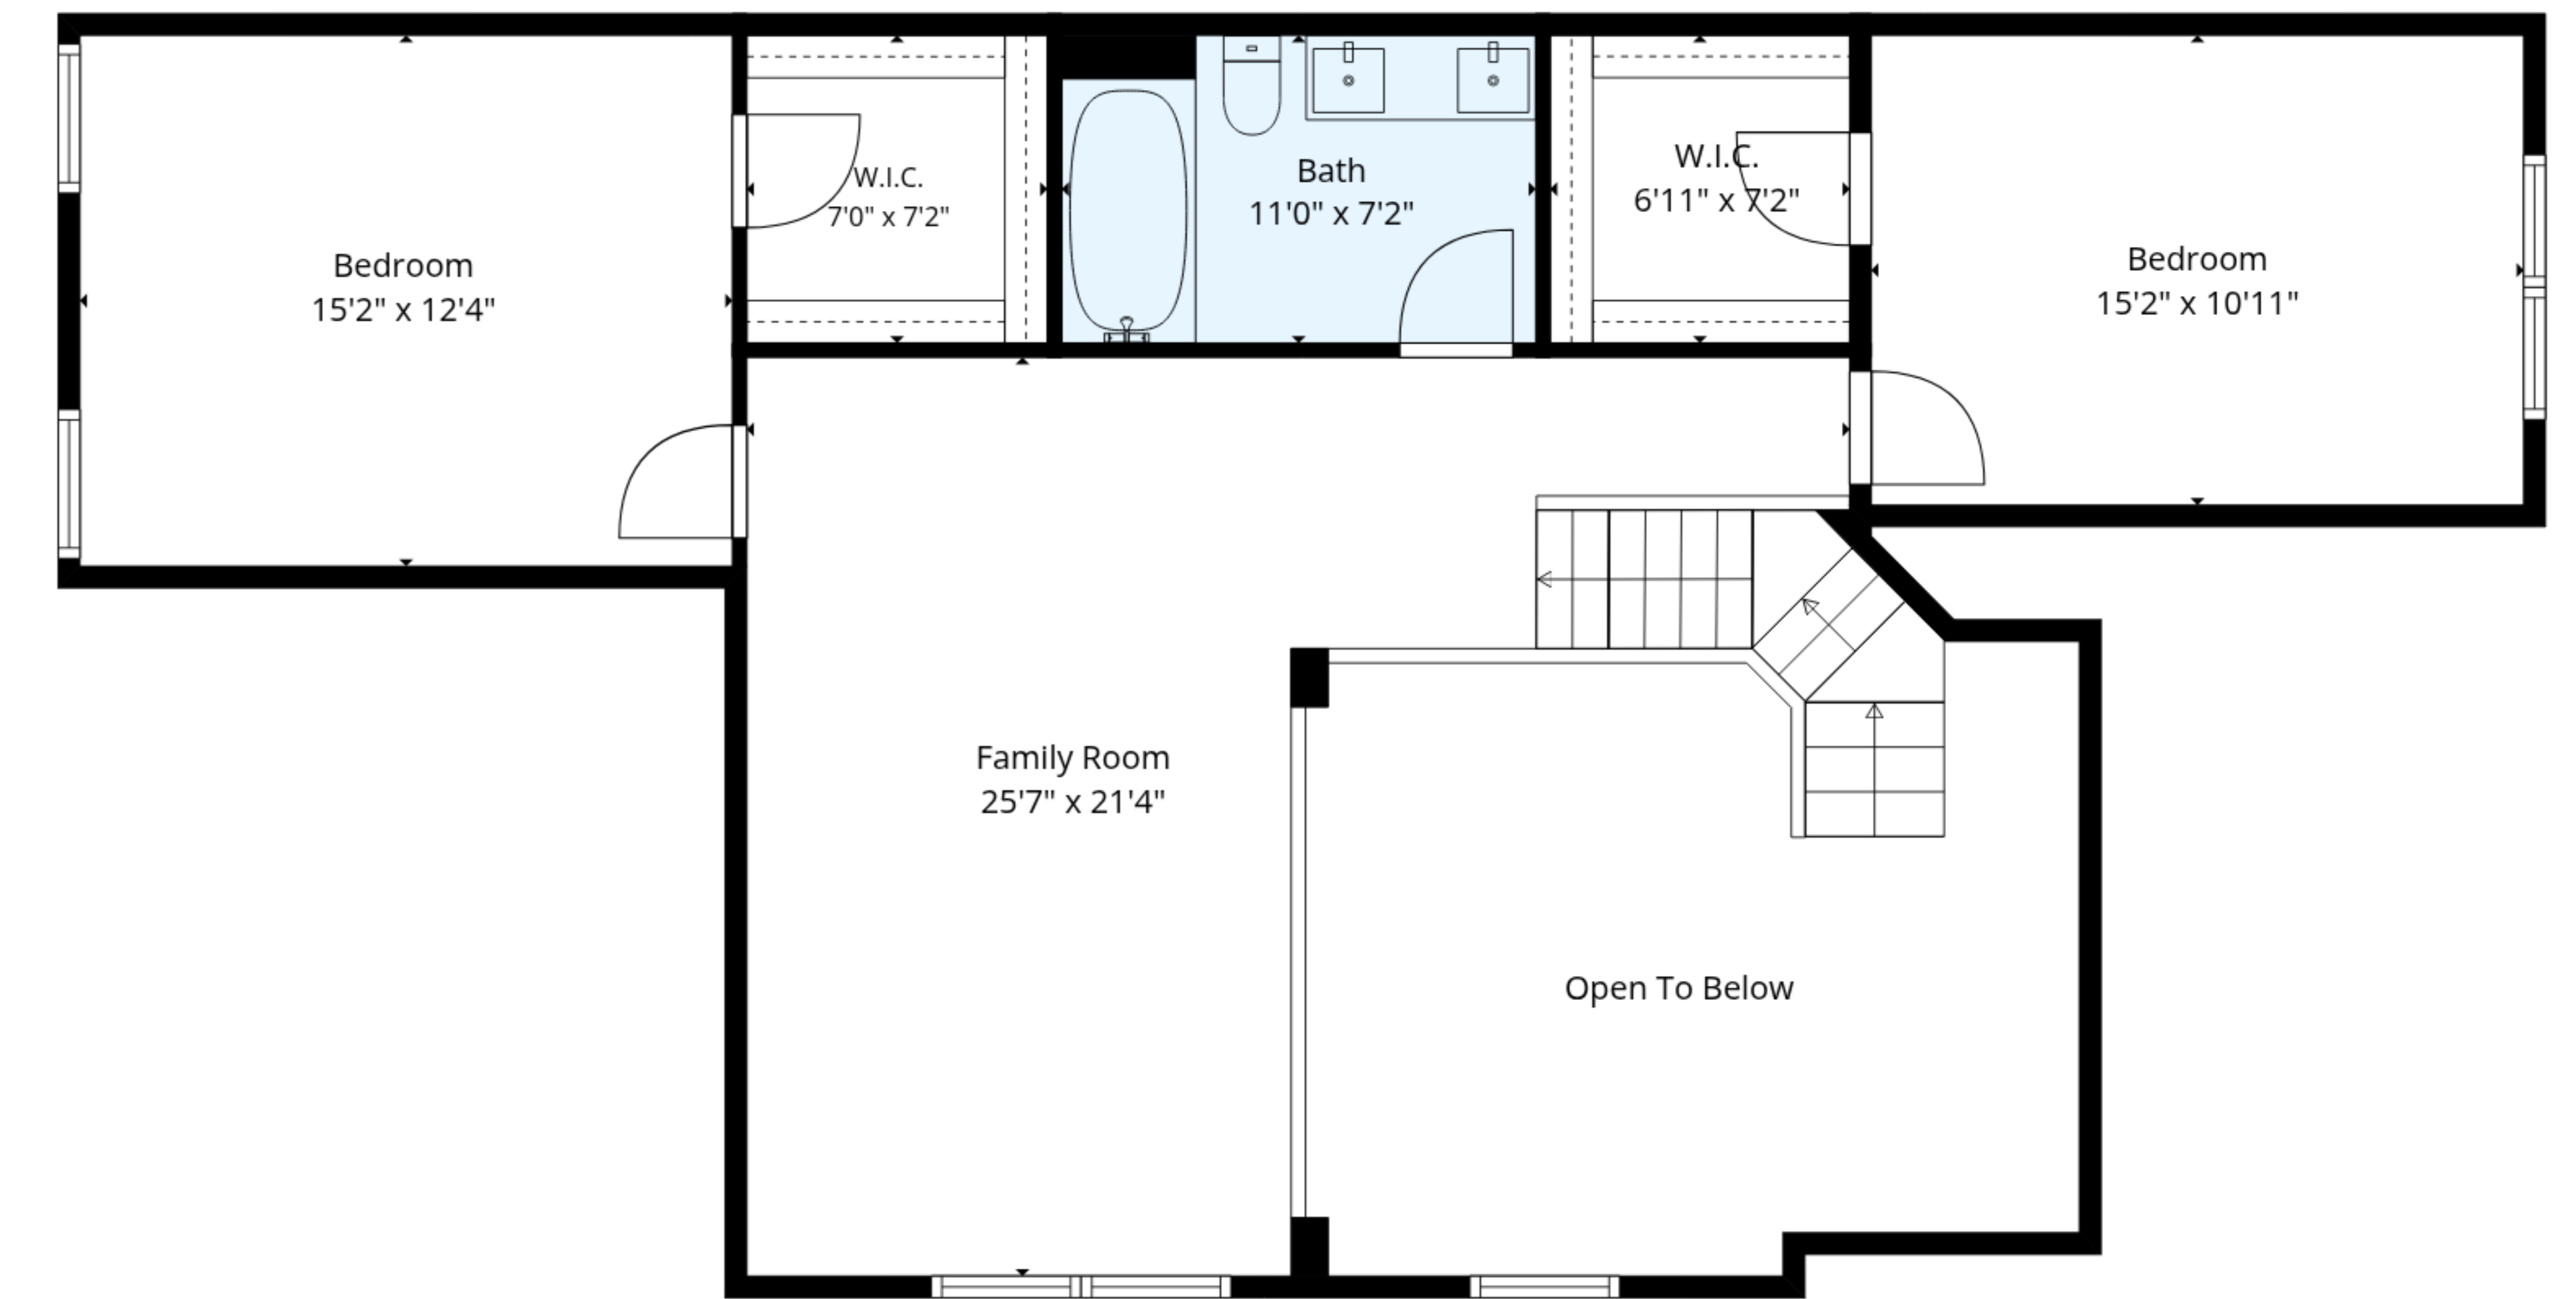 W.I.C.
7'0" x 7'2"
Bath
11'0" x 7'2"
W.I.C.
6'11" x 7'2"
Bedroom
15'2" x 12'4"
Bedroom
15'2" x 10'11"
Family Room
25'7" x 21'4"
Open To Below